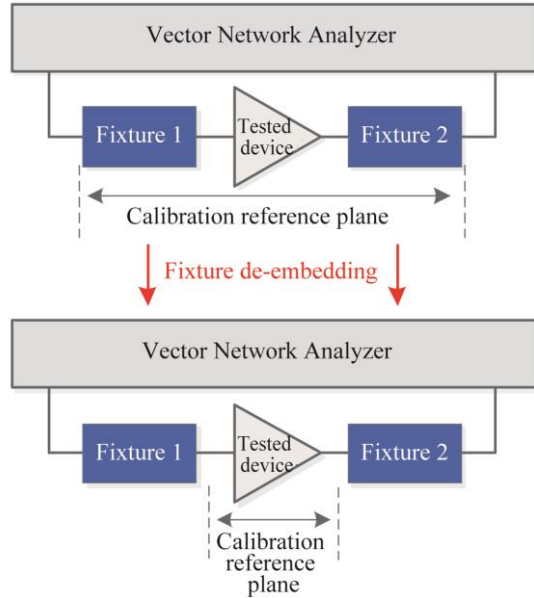 Vector Network Analyzer
Fixture 1
Tested
device
Fixture 2
Calibration reference plane
Fixture de-embedding
Vector Network Analyzer
Fixture 1
Tested
device
Fixture 2
Calibration
reference
plane